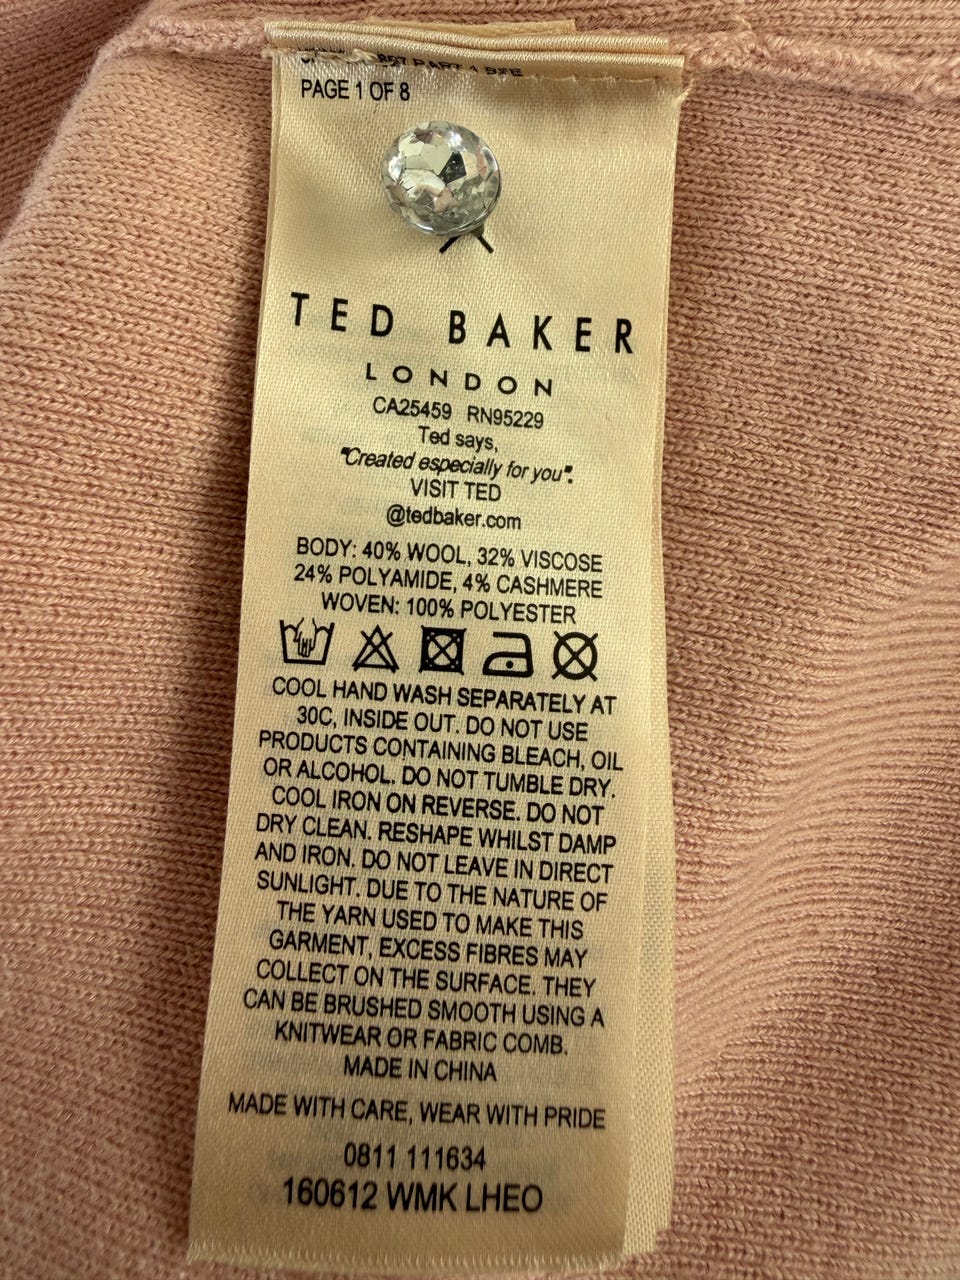 PAGE 1 OF 8
TED BAKER
LONDON
CA25459 RN95229
Ted says,
"Created especially for you".
VISIT TED
@tedbaker.com
BODY: 40% WOOL, 32% VISCOSE
24% POLYAMIDE, 4% CASHMERE
WOVEN: 100% POLYESTER
COOL HAND WASH SEPARATELY AT
30C, INSIDE OUT. DO NOT USE
PRODUCTS CONTAINING BLEACH, OIL
OR ALCOHOL. DO NOT TUMBLE DRY.
COOL IRON ON REVERSE. DO NOT
DRY CLEAN. RESHAPE WHILST DAMP
AND IRON. DO NOT LEAVE IN DIRECT
SUNLIGHT. DUE TO THE NATURE OF
THE YARN USED TO MAKE THIS
GARMENT, EXCESS FIBRES MAY
COLLECT ON THE SURFACE. THEY
CAN BE BRUSHED SMOOTH USING A
KNITWEAR OR FABRIC COMB.
MADE IN CHINA
MADE WITH CARE, WEAR WITH PRIDE
0811 111634
160612 WMK LHEO